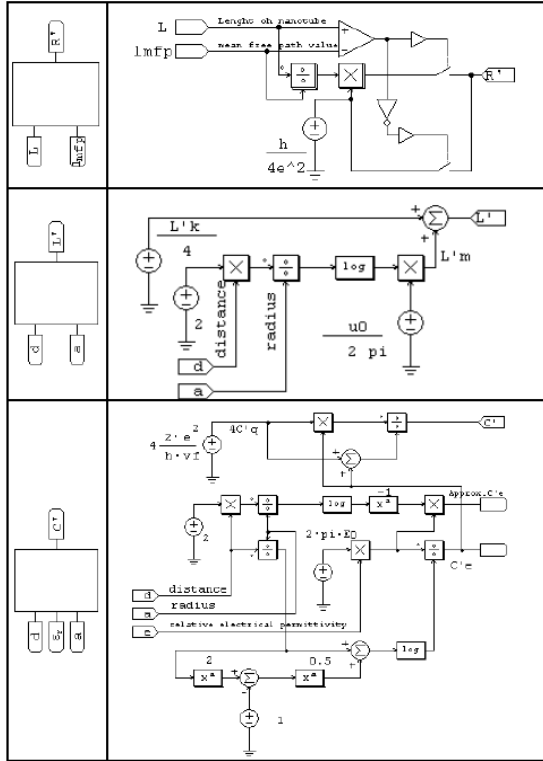 R'
L
lmfp
L
Lenght oh nanotube
lmfp
mean free path value
+
−
÷
×
R'
h
4e^2
L'
d
a
L'k
4
+
Σ
L'
+
L'm
×
÷
log
×
2
distance
radius
u0
2 pi
d
a
C'
d
εr
a
4 2·e^2
h·vf
4C'q
×
÷
C'
+
Σ
+
-1
×
÷
log
x^a
×
Approx.C'e
2
÷
2·pi·E0
×
÷
C'e
d
distance
a
radius
e
relative electrical permittivity
2
0.5
+
Σ
+
log
x^a
+
Σ
-
x^a
1